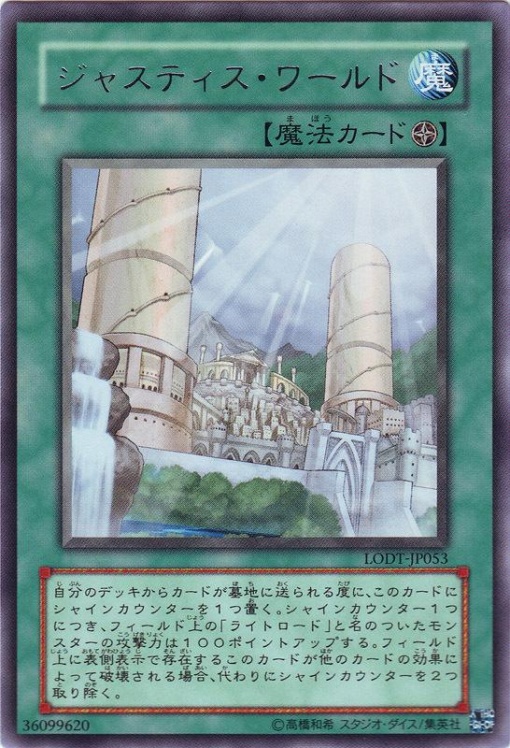 ジャスティス・ワールド
魔
【魔法カード】
LODT-JP053
自分のデッキからカードが墓地に送られる度に、このカードに
シャインカウンターを1つ置く。シャインカウンター1つ
につき、フィールド上の「ライトロード」と名のついたモン
スターの攻撃力は100ポイントアップする。フィールド
上に表側表示で存在するこのカードが他のカードの効果に
よって破壊される場合、代わりにシャインカウンターを2つ
取り除く。
36099620
©高橋和希 スタジオ・ダイス/集英社